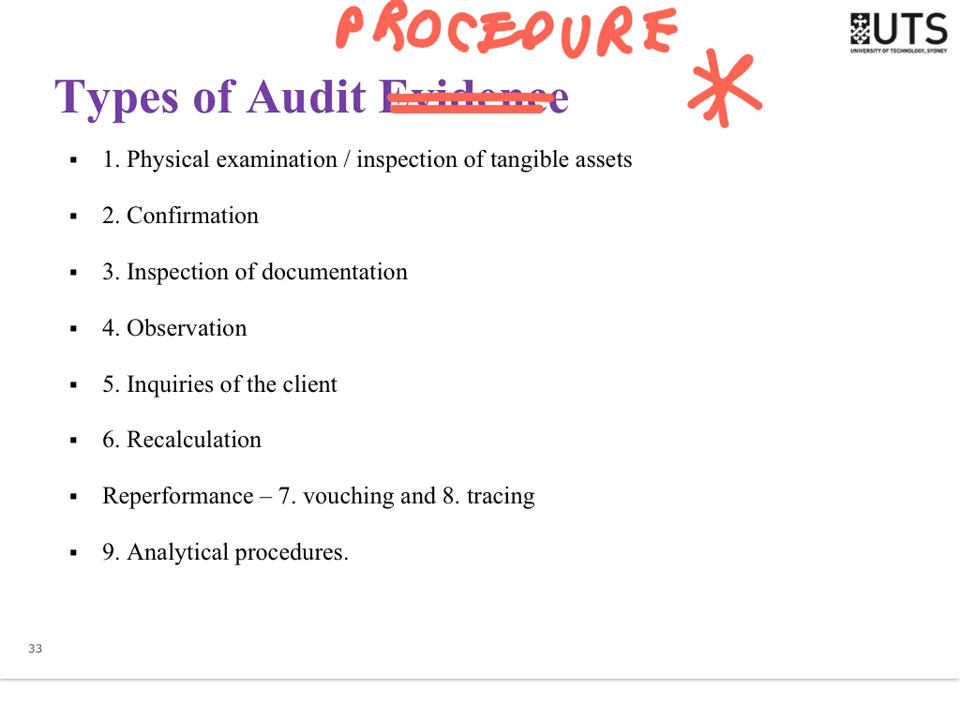 PROCEDURE
UTS
UNIVERSITY OF TECHNOLOGY, SYDNEY
Types of Audit Evidence
▪ 1. Physical examination / inspection of tangible assets
▪ 2. Confirmation
▪ 3. Inspection of documentation
▪ 4. Observation
▪ 5. Inquiries of the client
▪ 6. Recalculation
▪ Reperformance – 7. vouching and 8. tracing
▪ 9. Analytical procedures.
33